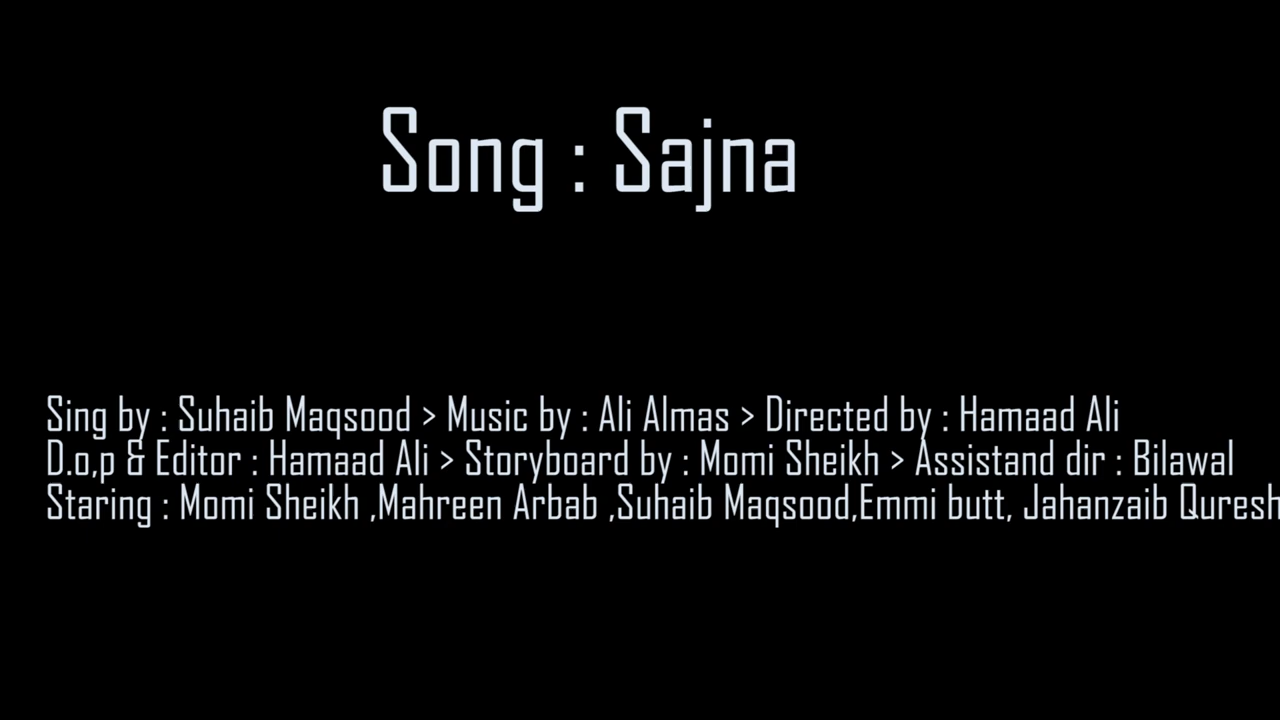 Song : Sajna
Sing by : Suhaib Maqsood > Music by : Ali Almas > Directed by : Hamaad Ali
D.o,p & Editor : Hamaad Ali > Storyboard by : Momi Sheikh > Assistand dir : Bilawal
Staring : Momi Sheikh ,Mahreen Arbab ,Suhaib Maqsood,Emmi butt, Jahanzaib Quresh